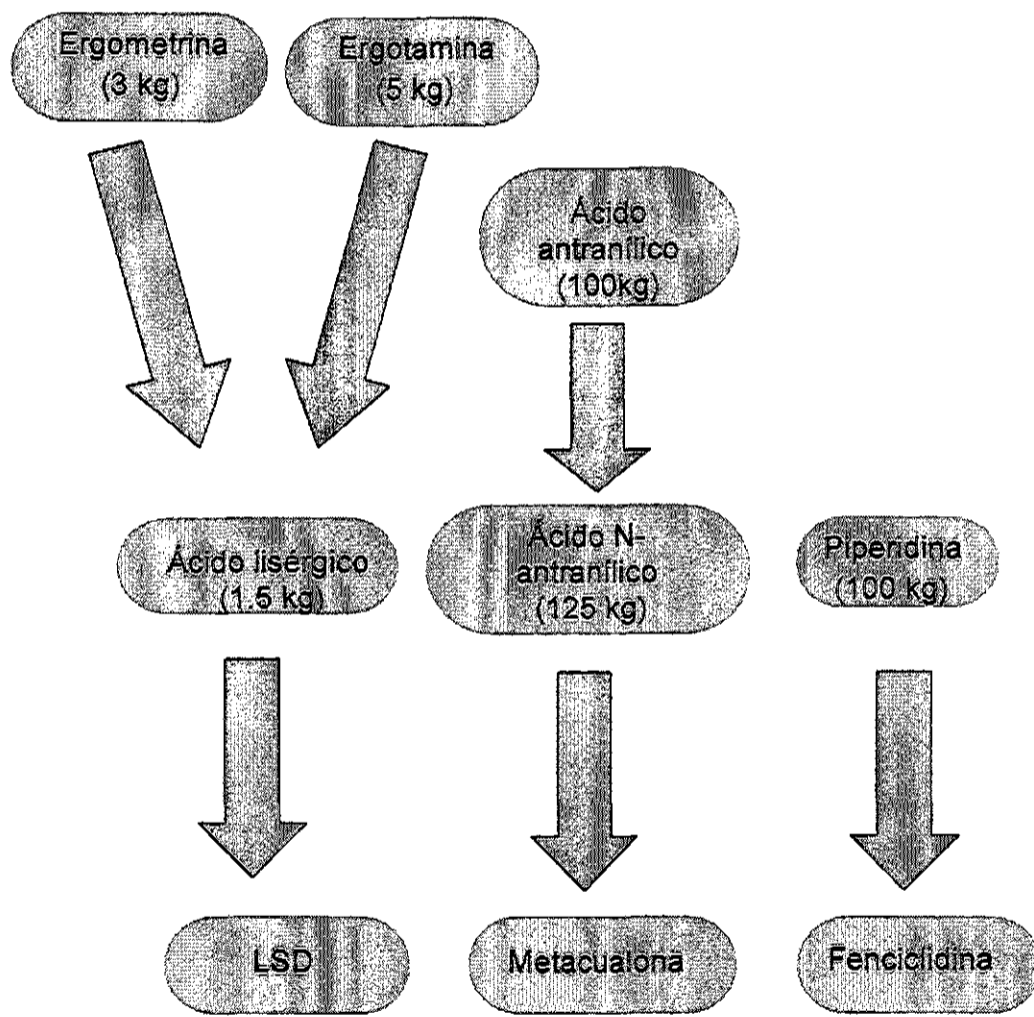 Ergometrina
(3 kg)
Ergotamina
(5 kg)
Ácido
antranílico
(100kg)
Ácido lisérgico
(1.5 kg)
Ácido N-
antranílico
(125 kg)
Piperidina
(100 kg)
LSD
Metacualona
Fenciclidina